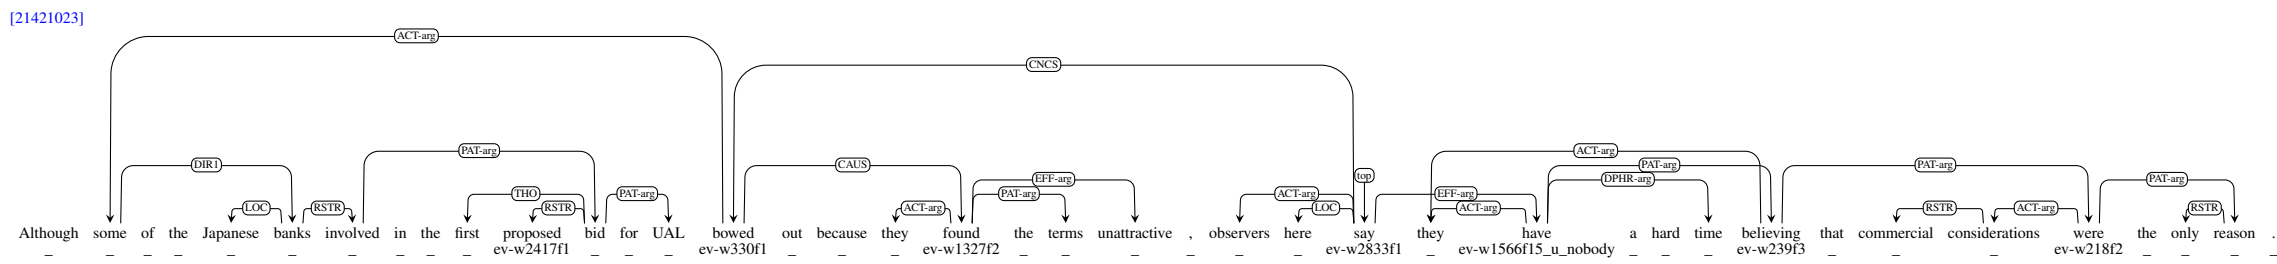 [21421023]
ACT-arg
CNCS
PAT-arg ACT-arg
DIR1 CAUS PAT-arg PAT-arg
top
EFF-arg DPHR-arg PAT-arg
THO PAT-arg PAT-arg ACT-arg EFF-arg
LOC RSTR RSTR ACT-arg LOC ACT-arg RSTR ACT-arg RSTR
Although some of the Japanese banks involved in the first proposed bid for UAL bowed out because they found the terms unattractive , observers here say they have a hard time believing that commercial considerations were the only reason .
_ _ _ _ _ _ _ _ _ _ ev-w2417f1 _ _ _ ev-w330f1 _ _ _ ev-w1327f2 _ _ _ _ _ _ ev-w2833f1 _ ev-w1566f15_u_nobody _ _ _ ev-w239f3 _ _ _ ev-w218f2 _ _ _ _